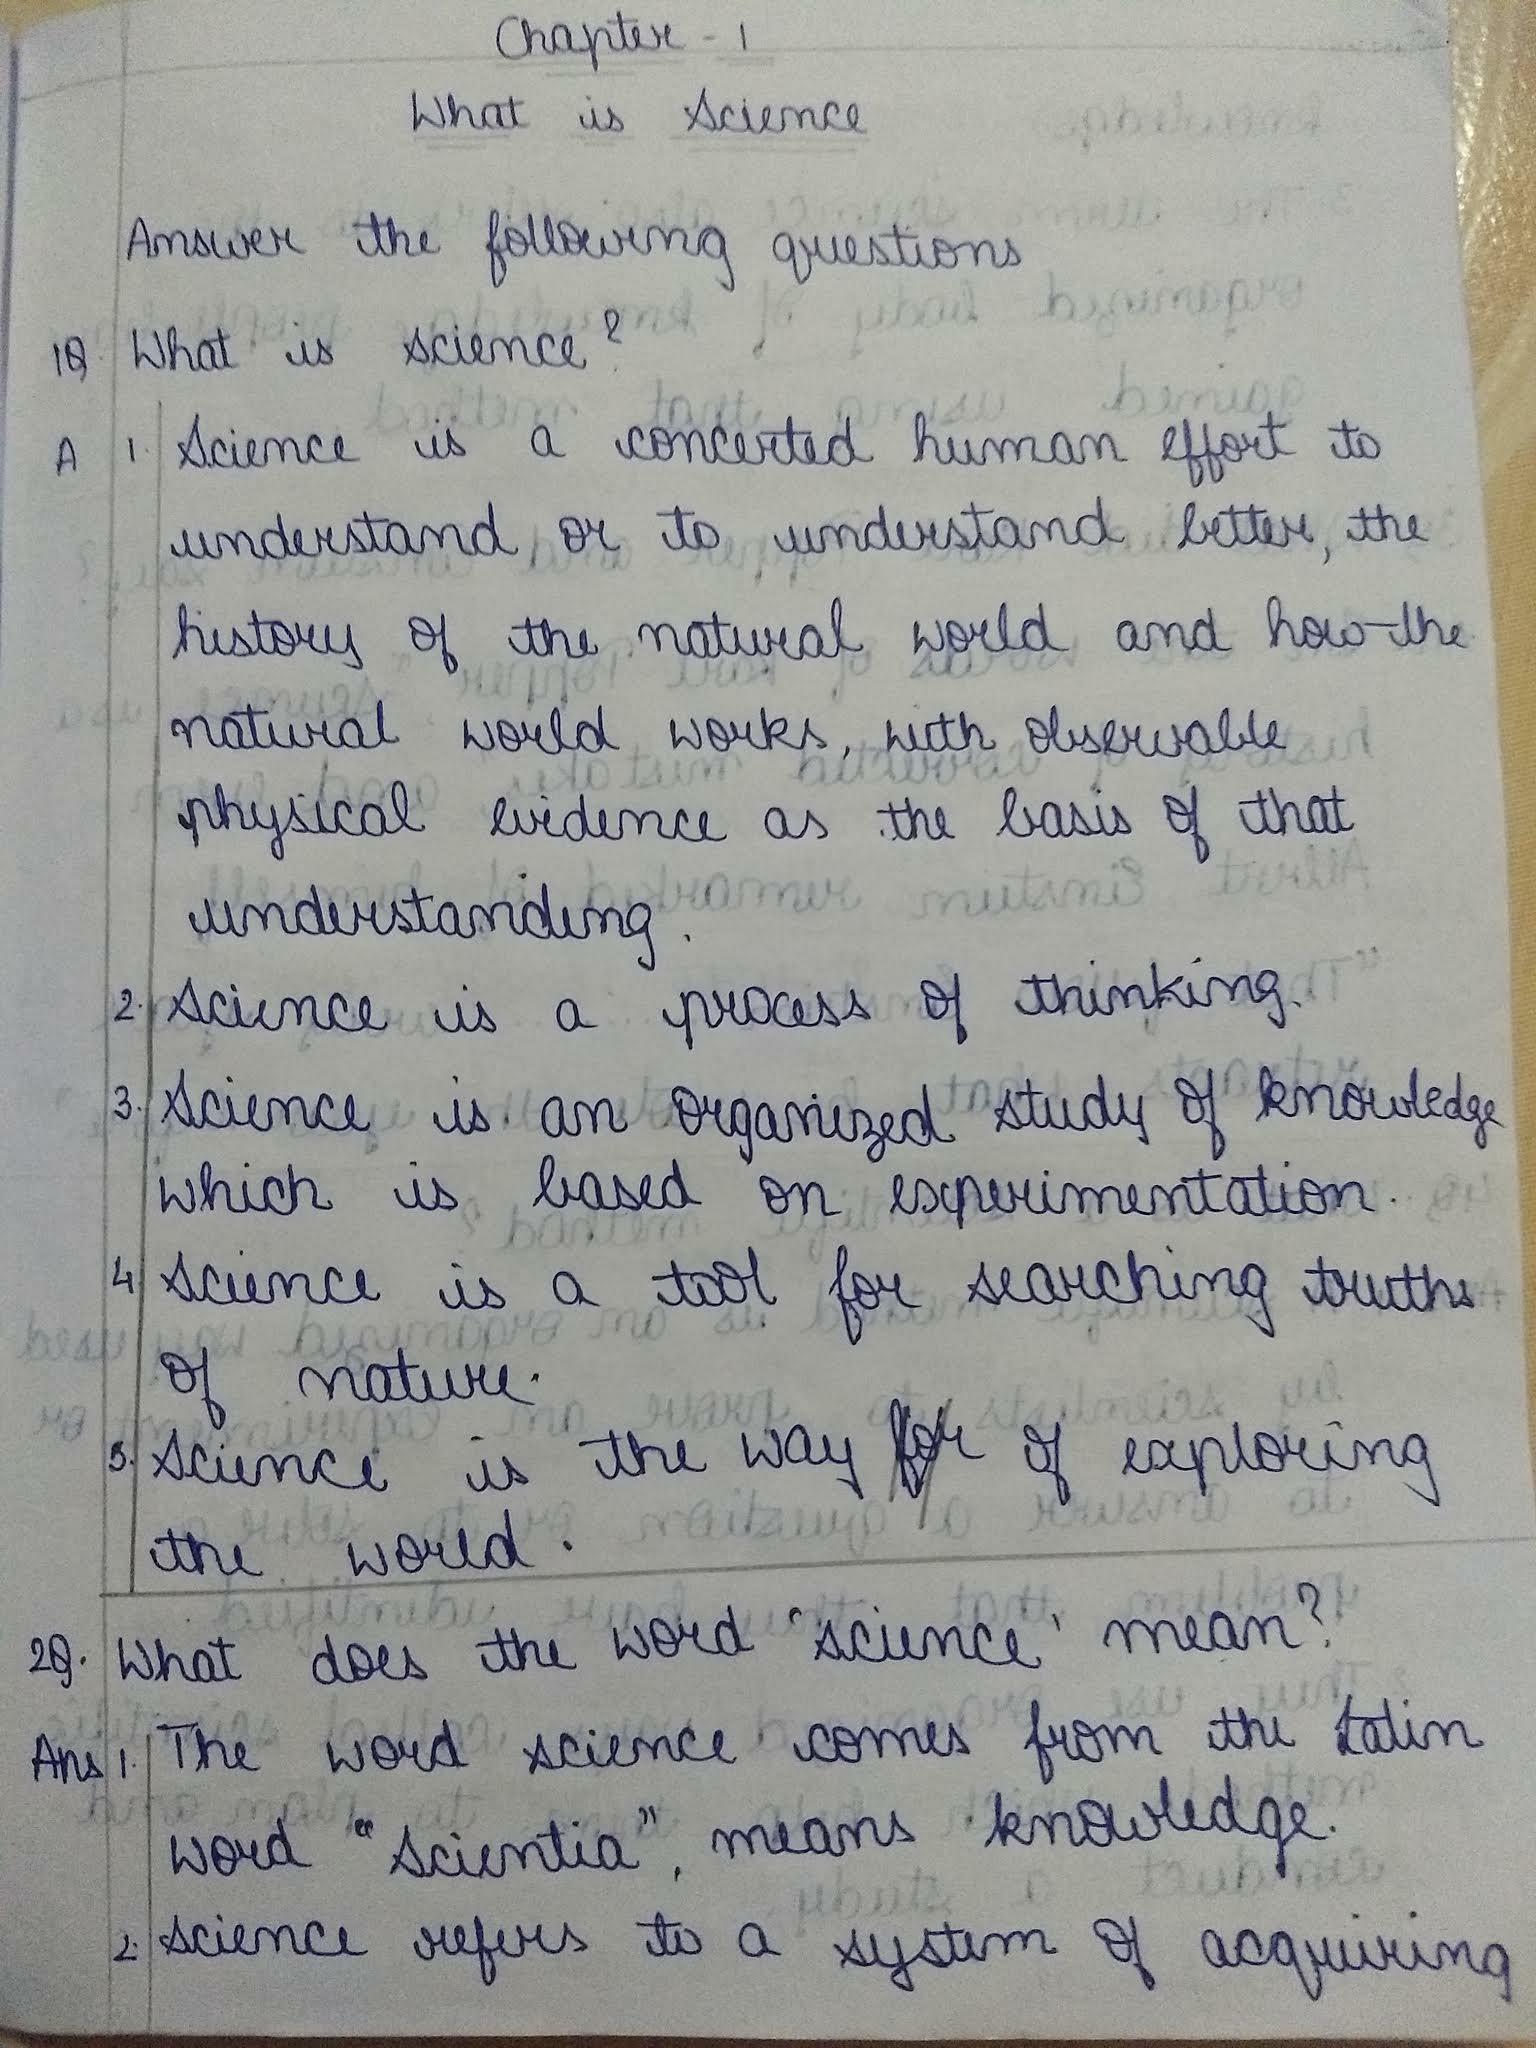 Chapter - 1
What is Science
Answer the following questions
1Q. What is science?
A 1. Science is a concerted human effort to
understand, or to understand better, the
history of the natural world and how the
natural world works, with observable
physical evidence as the basis of that
understanding.
2. Science is a process of thinking.
3. Science is an organized study of knowledge
which is based on experimentation.
4. Science is a tool for searching truths
of nature.
5. Science is the way for of exploring
the world.
2Q. What does the word 'science' mean?
Ans 1. The word science comes from the Latin
word "Scientia", means knowledge.
2. Science refers to a system of acquiring